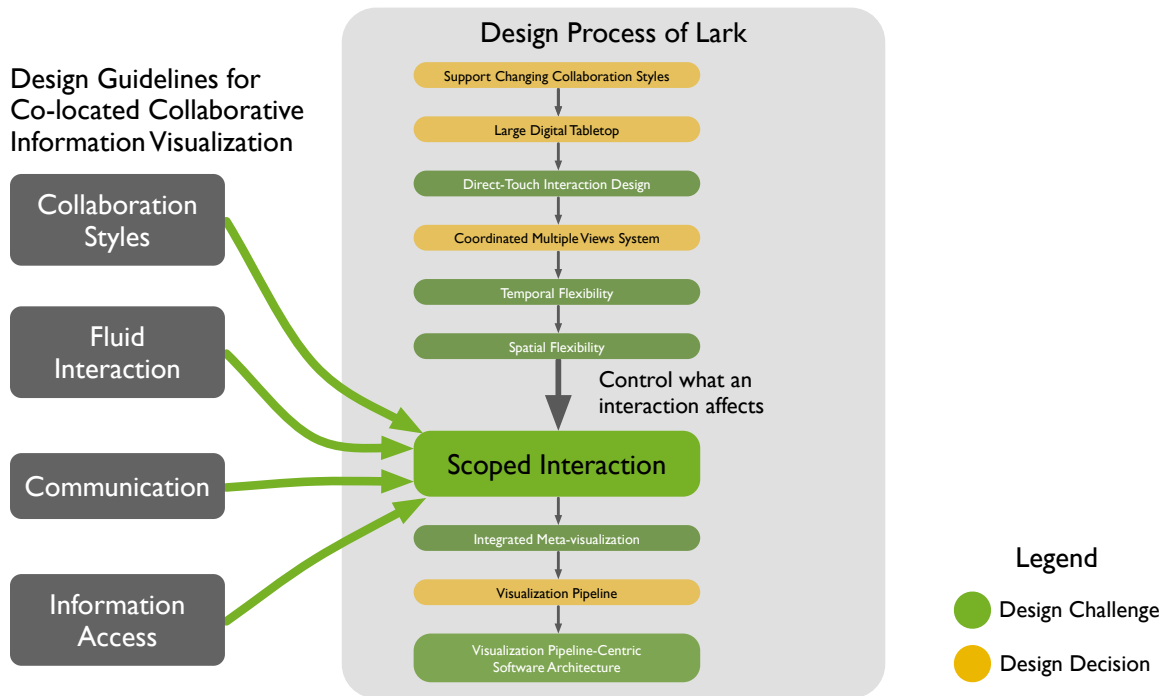 Design Guidelines for
Co-located Collaborative
Information Visualization
Collaboration
Styles
Fluid
Interaction
Communication
Information
Access
Design Process of Lark
Support Changing Collaboration Styles
Large Digital Tabletop
Direct-Touch Interaction Design
Coordinated Multiple Views System
Temporal Flexibility
Spatial Flexibility
Control what an
interaction affects
Scoped Interaction
Integrated Meta-visualization
Visualization Pipeline
Visualization Pipeline-Centric
Software Architecture
Legend
Design Challenge
Design Decision